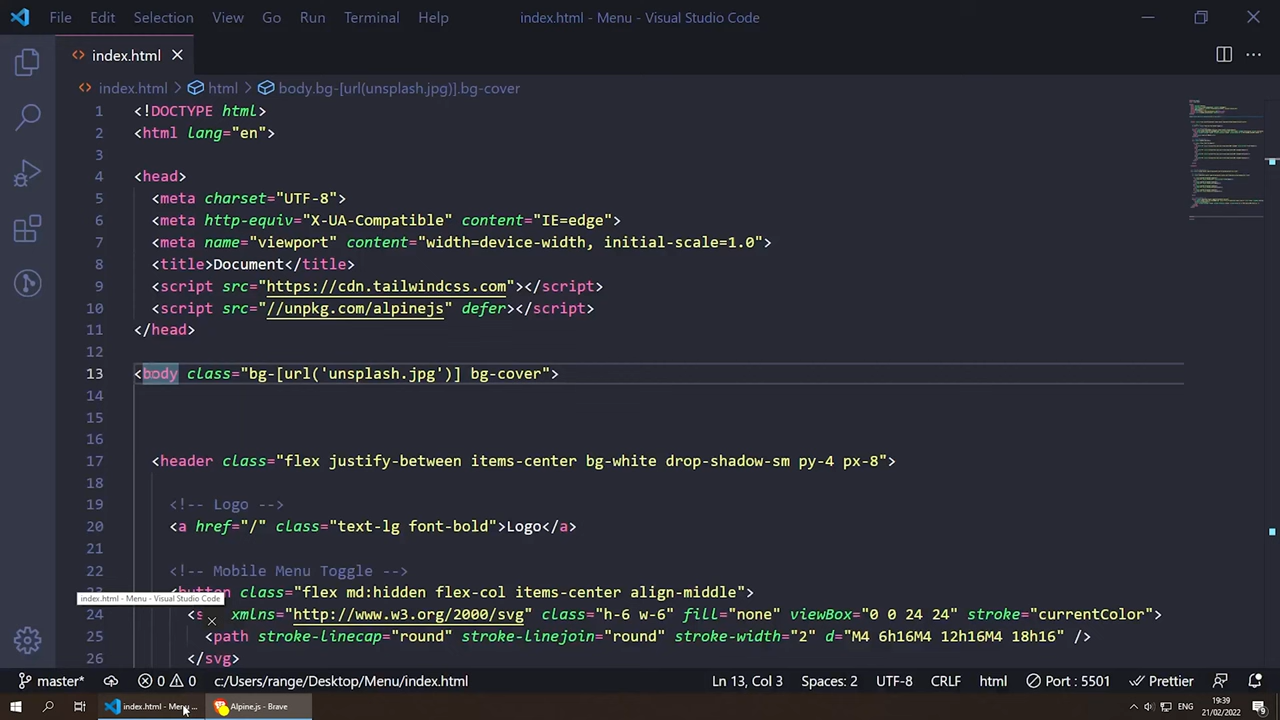 File Edit Selection View Go Run Terminal Help index.html - Menu - Visual Studio Code
index.html
index.html > html > body.bg-[url(unsplash.jpg)].bg-cover
1 <!DOCTYPE html>
2 <html lang="en">
3
4 <head>
5 <meta charset="UTF-8">
6 <meta http-equiv="X-UA-Compatible" content="IE=edge">
7 <meta name="viewport" content="width=device-width, initial-scale=1.0">
8 <title>Document</title>
9 <script src="https://cdn.tailwindcss.com"></script>
10 <script src="//unpkg.com/alpinejs" defer></script>
11 </head>
12
13 <body class="bg-[url('unsplash.jpg')] bg-cover">
14
15
16
17 <header class="flex justify-between items-center bg-white drop-shadow-sm py-4 px-8">
18
19 <!-- Logo -->
20 <a href="/" class="text-lg font-bold">Logo</a>
21
22 <!-- Mobile Menu Toggle -->
<button class="flex md:hidden flex-col items-center align-middle">
index.html - Menu - Visual Studio Code
24 <s xmlns="http://www.w3.org/2000/svg" class="h-6 w-6" fill="none" viewBox="0 0 24 24" stroke="currentColor">
25 <path stroke-linecap="round" stroke-linejoin="round" stroke-width="2" d="M4 6h16M4 12h16M4 18h16" />
26 </svg>
master* 0 0 c:/Users/range/Desktop/Menu/index.html Ln 13, Col 3 Spaces: 2 UTF-8 CRLF html Port : 5501 Prettier
index.html - Menu ... Alpine.js - Brave ENG 19:39
21/02/2022